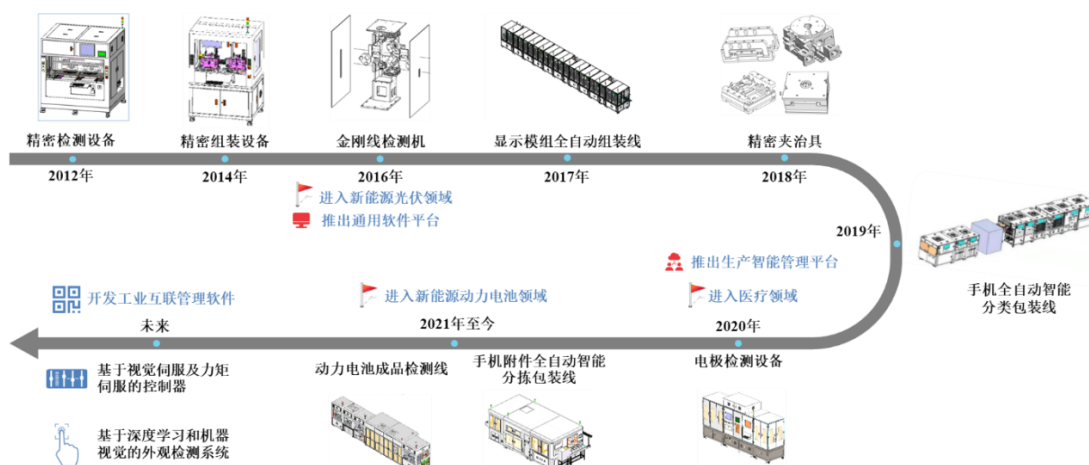 精密检测设备
精密组装设备
金刚线检测机
显示模组全自动组装线
精密夹治具
2012年
2014年
2016年
2017年
2018年
进入新能源光伏领域
推出通用软件平台
2019年
手机全自动智能
分类包装线
推出生产智能管理平台
进入医疗领域
2020年
电极检测设备
进入新能源动力电池领域
2021年至今
动力电池成品检测线
手机附件全自动智能
分拣包装线
开发工业互联管理软件
未来
基于视觉伺服及力矩
伺服的控制器
基于深度学习和机器
视觉的外观检测系统